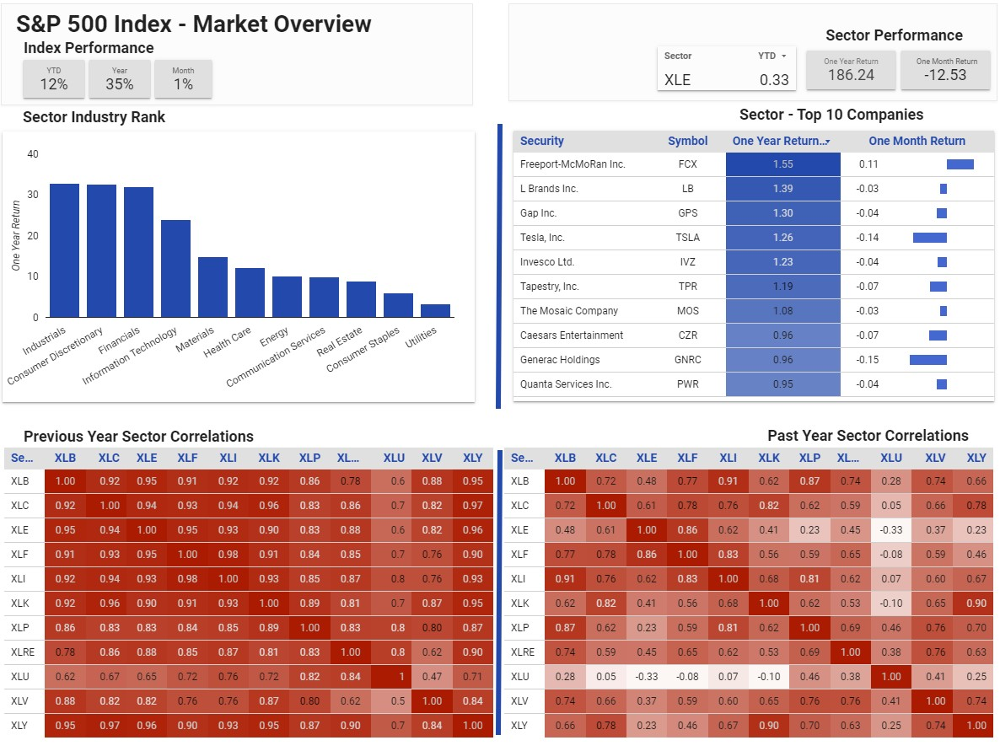 S&P 500 Index - Market Overview
Index Performance
YTD Year Month
12% 35% 1%
Sector Performance
Sector YTD
XLE 0.33
One Year Return One Month Return
186.24 -12.53
Sector Industry Rank
One Year Return
40
30
20
10
0
Industrials
Consumer Discretionary
Financials
Information Technology
Materials
Health Care
Energy
Communication Services
Real Estate
Consumer Staples
Utilities
Sector - Top 10 Companies
Security Symbol One Year Return... One Month Return
Freeport-McMoRan Inc. FCX 1.55 0.11
L Brands Inc. LB 1.39 -0.03
Gap Inc. GPS 1.30 -0.04
Tesla, Inc. TSLA 1.26 -0.14
Invesco Ltd. IVZ 1.23 -0.04
Tapestry, Inc. TPR 1.19 -0.07
The Mosaic Company MOS 1.08 -0.03
Caesars Entertainment CZR 0.96 -0.07
Generac Holdings GNRC 0.96 -0.15
Quanta Services Inc. PWR 0.95 -0.04
Previous Year Sector Correlations
Se... XLB XLC XLE XLF XLI XLK XLP XL... XLU XLV XLY
XLB 1.00 0.92 0.95 0.91 0.92 0.92 0.86 0.78 0.6 0.88 0.95
XLC 0.92 1.00 0.94 0.93 0.94 0.96 0.83 0.86 0.7 0.82 0.97
XLE 0.95 0.94 1.00 0.95 0.93 0.90 0.83 0.88 0.6 0.82 0.96
XLF 0.91 0.93 0.95 1.00 0.98 0.91 0.84 0.85 0.7 0.76 0.90
XLI 0.92 0.94 0.93 0.98 1.00 0.93 0.85 0.87 0.8 0.76 0.93
XLK 0.92 0.96 0.90 0.91 0.93 1.00 0.89 0.81 0.7 0.87 0.95
XLP 0.86 0.83 0.83 0.84 0.85 0.89 1.00 0.83 0.8 0.80 0.87
XLRE 0.78 0.86 0.88 0.85 0.87 0.81 0.83 1.00 0.8 0.62 0.90
XLU 0.62 0.67 0.65 0.72 0.76 0.72 0.82 0.84 1 0.47 0.71
XLV 0.88 0.82 0.82 0.76 0.76 0.87 0.80 0.62 0.5 1.00 0.84
XLY 0.95 0.97 0.96 0.90 0.93 0.95 0.87 0.90 0.7 0.84 1.00
Past Year Sector Correlations
Se... XLB XLC XLE XLF XLI XLK XLP XL... XLU XLV XLY
XLB 1.00 0.72 0.48 0.77 0.91 0.62 0.87 0.74 0.28 0.74 0.66
XLC 0.72 1.00 0.61 0.78 0.76 0.82 0.62 0.59 0.05 0.66 0.78
XLE 0.48 0.61 1.00 0.86 0.62 0.41 0.23 0.45 -0.33 0.37 0.23
XLF 0.77 0.78 0.86 1.00 0.83 0.56 0.59 0.65 -0.08 0.59 0.46
XLI 0.91 0.76 0.62 0.83 1.00 0.68 0.81 0.62 0.07 0.60 0.67
XLK 0.62 0.82 0.41 0.56 0.68 1.00 0.62 0.53 -0.10 0.65 0.90
XLP 0.87 0.62 0.23 0.59 0.81 0.62 1.00 0.69 0.46 0.76 0.70
XLRE 0.74 0.59 0.45 0.65 0.62 0.53 0.69 1.00 0.38 0.76 0.63
XLU 0.28 0.05 -0.33 -0.08 0.07 -0.10 0.46 0.38 1.00 0.41 0.25
XLV 0.74 0.66 0.37 0.59 0.60 0.65 0.76 0.76 0.41 1.00 0.74
XLY 0.66 0.78 0.23 0.46 0.67 0.90 0.70 0.63 0.25 0.74 1.00